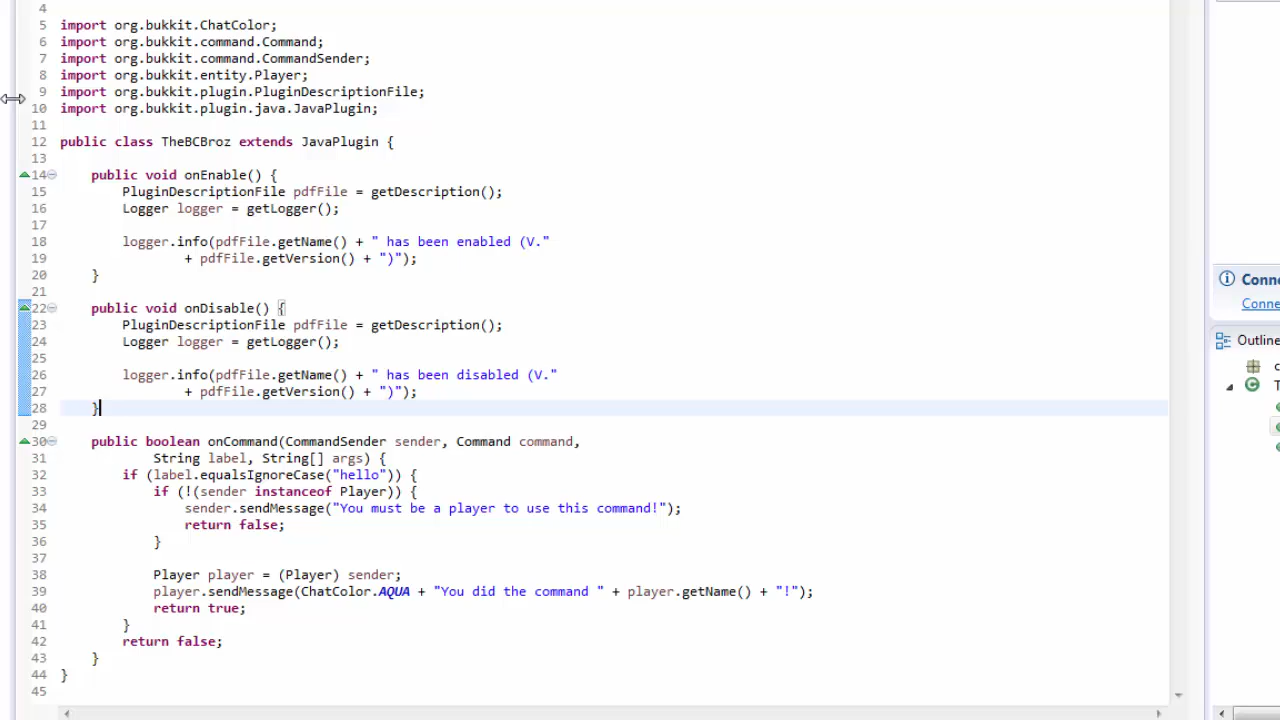 4
5 import org.bukkit.ChatColor;
6 import org.bukkit.command.Command;
7 import org.bukkit.command.CommandSender;
8 import org.bukkit.entity.Player;
9 import org.bukkit.plugin.PluginDescriptionFile;
10 import org.bukkit.plugin.java.JavaPlugin;
11
12 public class TheBCBroz extends JavaPlugin {
13
14     public void onEnable() {
15         PluginDescriptionFile pdfFile = getDescription();
16         Logger logger = getLogger();
17
18         logger.info(pdfFile.getName() + " has been enabled (V."
19                 + pdfFile.getVersion() + ")");
20     }
21
22     public void onDisable() {
23         PluginDescriptionFile pdfFile = getDescription();
24         Logger logger = getLogger();
25
26         logger.info(pdfFile.getName() + " has been disabled (V."
27                 + pdfFile.getVersion() + ")");
28     }
29
30     public boolean onCommand(CommandSender sender, Command command,
31             String label, String[] args) {
32         if (label.equalsIgnoreCase("hello")) {
33             if (!(sender instanceof Player)) {
34                 sender.sendMessage("You must be a player to use this command!");
35                 return false;
36             }
37
38             Player player = (Player) sender;
39             player.sendMessage(ChatColor.AQUA + "You did the command " + player.getName() + "!");
40             return true;
41         }
42         return false;
43     }
44 }
45
Conne
Conne
Outline
c
T